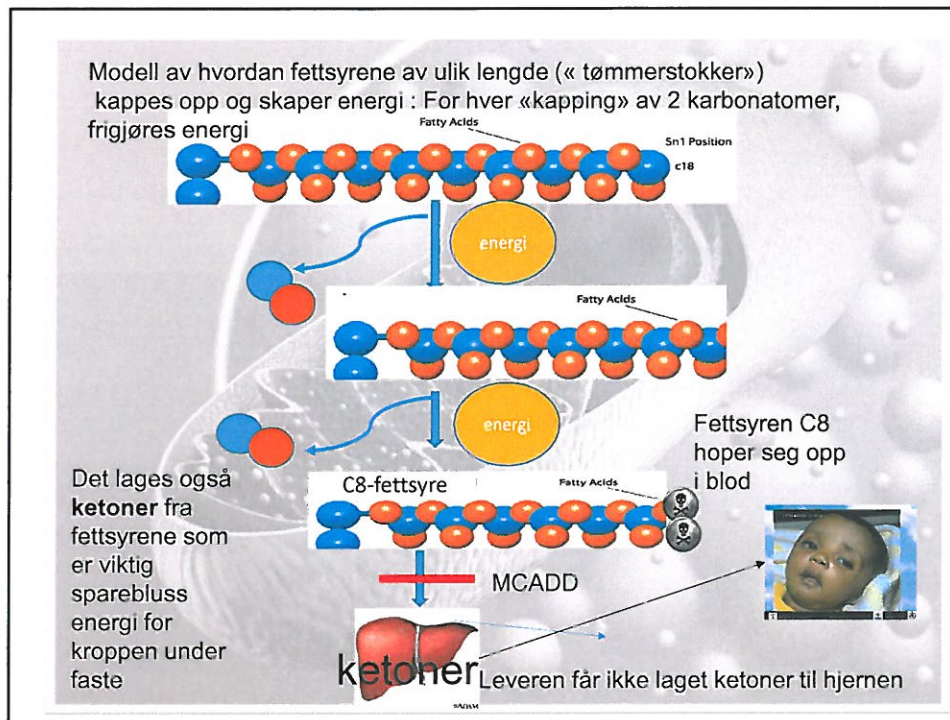 Modell av hvordan fettsyrene av ulik lengde (« tømmerstokker»)
kappes opp og skaper energi : For hver «kapping» av 2 karbonatomer,
frigjøres energi
Fatty Acids
Sn1 Position
c18
energi
Fatty Acids
energi
Fettsyren C8
hoper seg opp
i blod
Det lages også
ketoner fra
fettsyrene som
er viktig
sparebluss
energi for
kroppen under
faste
C8-fettsyre
Fatty Acids
MCADD
ketoner
Leveren får ikke laget ketoner til hjernen
©ADAM